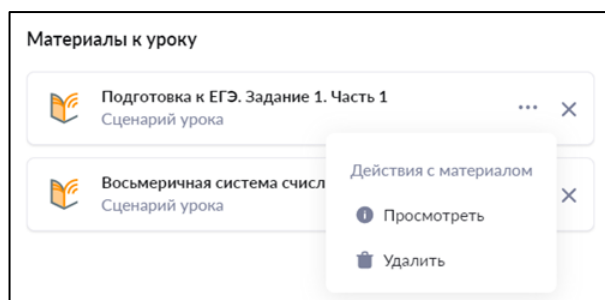 Материалы к уроку
Подготовка к ЕГЭ. Задание 1. Часть 1
Сценарий урока
Восьмеричная система счисл
Сценарий урока
Действия с материалом
Просмотреть
Удалить